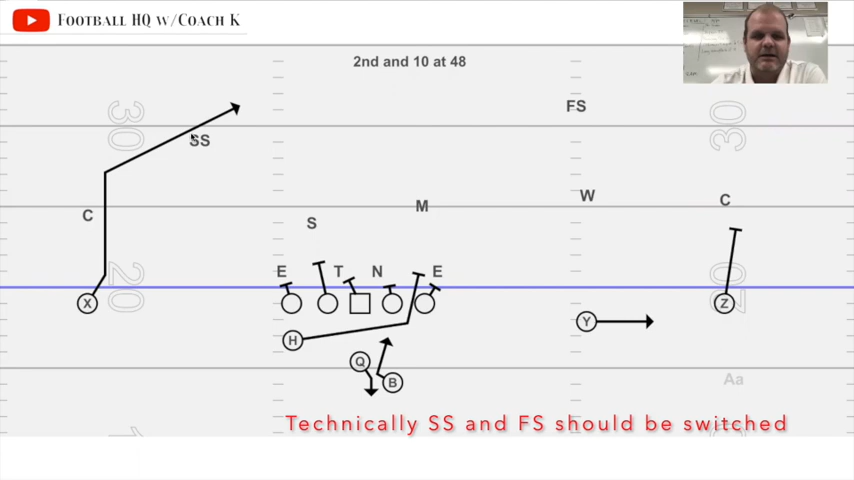 Football HQ w/Coach K
2nd and 10 at 48
FS
30
30
SS
W
C
M
C
S
E
T
N
E
20
20
X
Z
Y
H
Q
B
Aa
Technically SS and FS should be switched